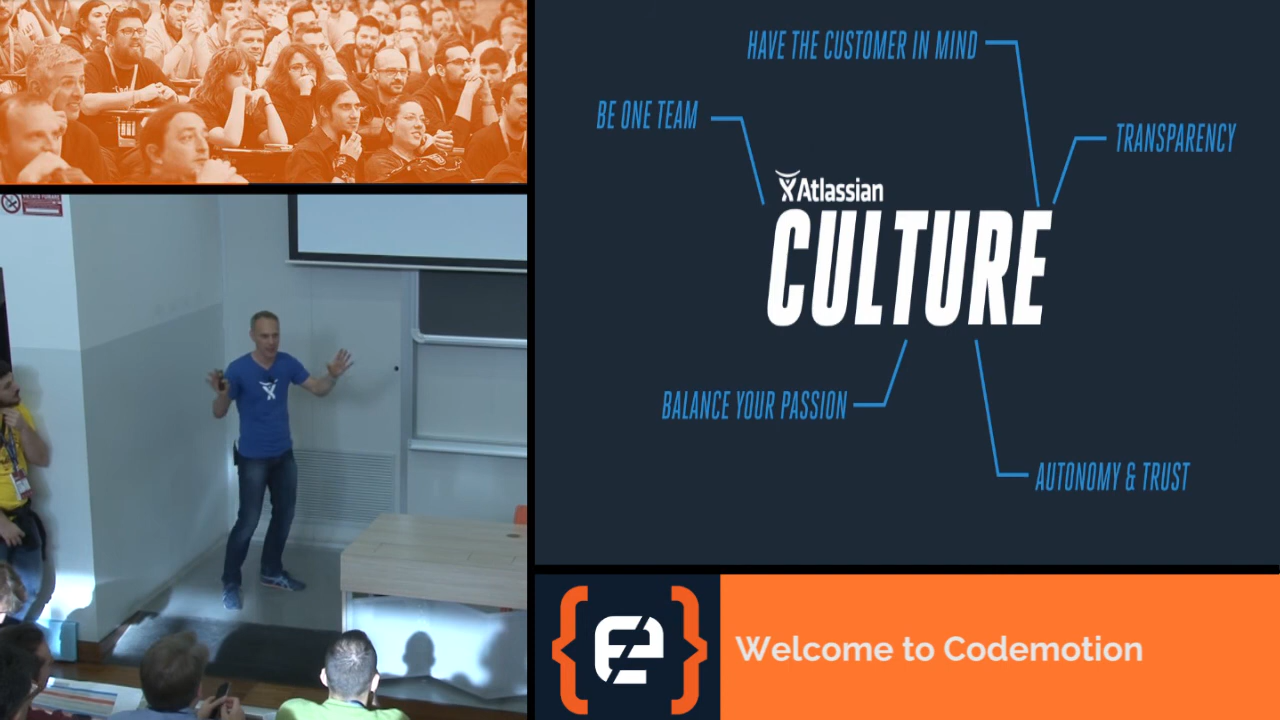 HAVE THE CUSTOMER IN MIND
BE ONE TEAM
TRANSPARENCY
Atlassian
CULTURE
BALANCE YOUR PASSION
AUTONOMY & TRUST
Welcome to Codemotion